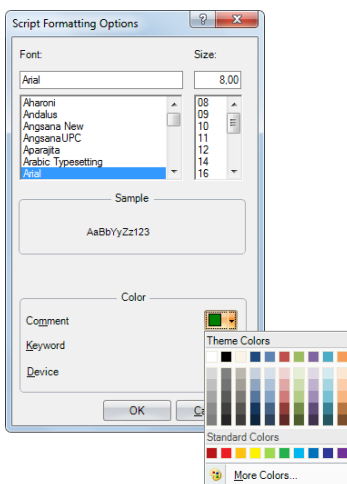 Script Formatting Options
Font: Size:
Arial 8,00
Aharoni 08
Andalus 09
Angsana New 10
AngsanaUPC 11
Aparajita 12
Arabic Typesetting 14
Arial 16
Sample
AaBbYyZz123
Color
Comment
Theme Colors
Keyword
Device
OK Ca
Standard Colors
More Colors...